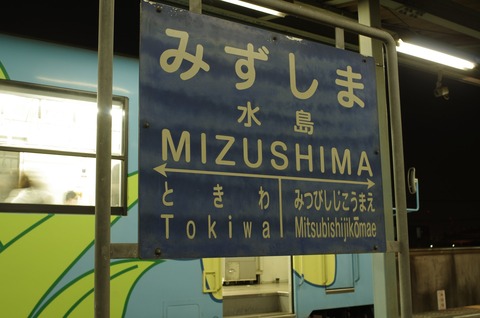 みずしま
水島
MIZUSHIMA
ときわ みつびしじこうまえ
Tokiwa Mitsubishijikōmae